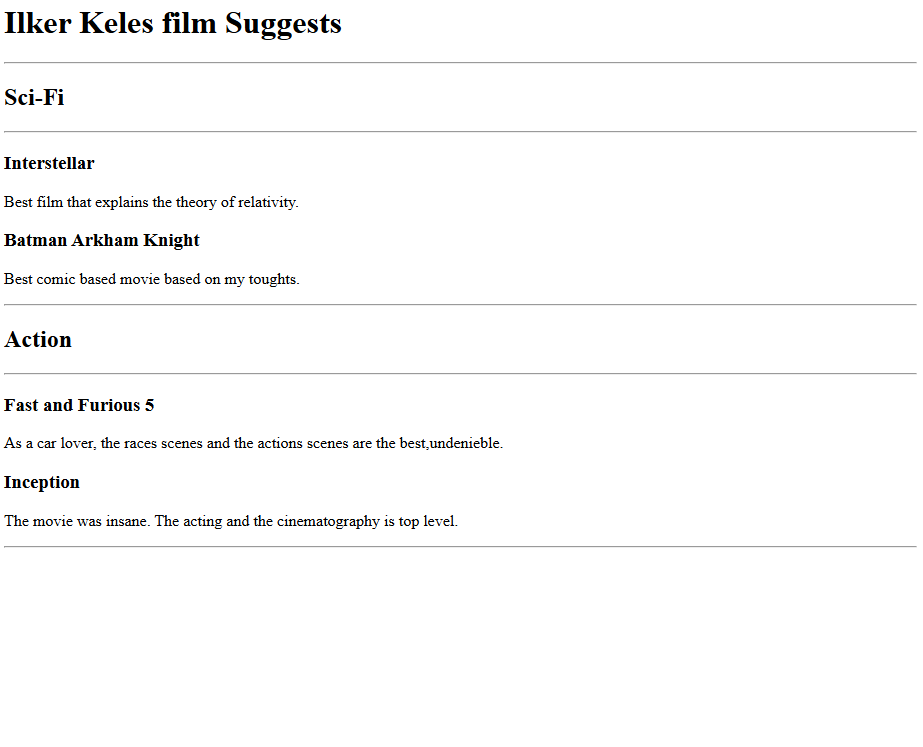 Ilker Keles film Suggests
Sci-Fi
Interstellar
Best film that explains the theory of relativity.
Batman Arkham Knight
Best comic based movie based on my toughts.
Action
Fast and Furious 5
As a car lover, the races scenes and the actions scenes are the best,undenieble.
Inception
The movie was insane. The acting and the cinematography is top level.